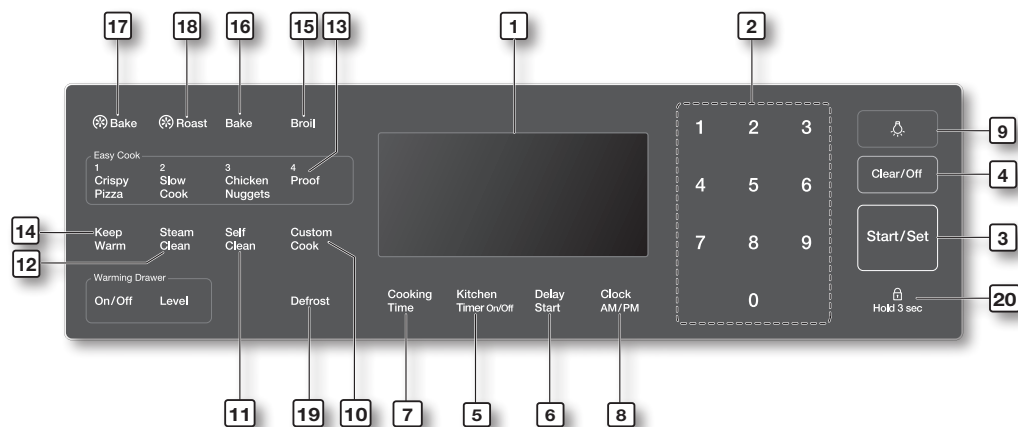 17 18 16 15 13 1 2
Bake Roast Bake Broil
1 2 3
9
Easy Cook
1 2 3 4
Crispy Slow Chicken Proof
Pizza Cook Nuggets
Clear/Off
4
4 5 6
14
Keep Steam Self Custom
Warm Clean Clean Cook
12
7 8 9
Start/Set
3
Warming Drawer
On/Off Level Defrost
Cooking Kitchen Delay Clock
Time Timer On/Off Start AM/PM
0
Hold 3 sec
20
11 19 10 7 5 6 8